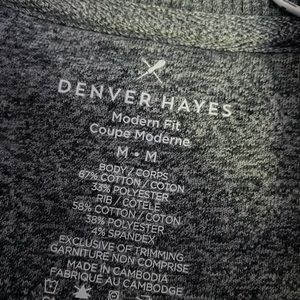 DENVER HAYES
Modern Fit
Coupe Moderne
M • M
BODY / CORPS
67% COTTON / COTON
33% POLYESTER
RIB / CÔTELÉ
58% COTTON / COTON
38% POLYESTER
4% SPANDEX
EXCLUSIVE OF TRIMMING
GARNITURE NON COMPRISE
MADE IN CAMBODIA
FABRIQUÉ AU CAMBODGE